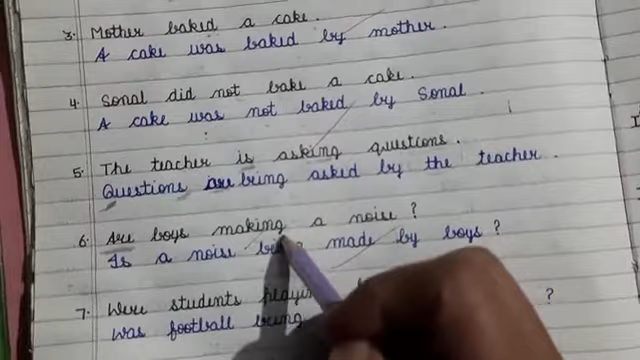 3. Mother baked a cake.
A cake was baked by mother.
4. Sonal did not bake a cake.
A cake was not baked by Sonal.
5. The teacher is asking questions.
Questions are being asked by the teacher.
6. Are boys making a noise?
Is a noise made by boys?
7. Were students
Was football being ?